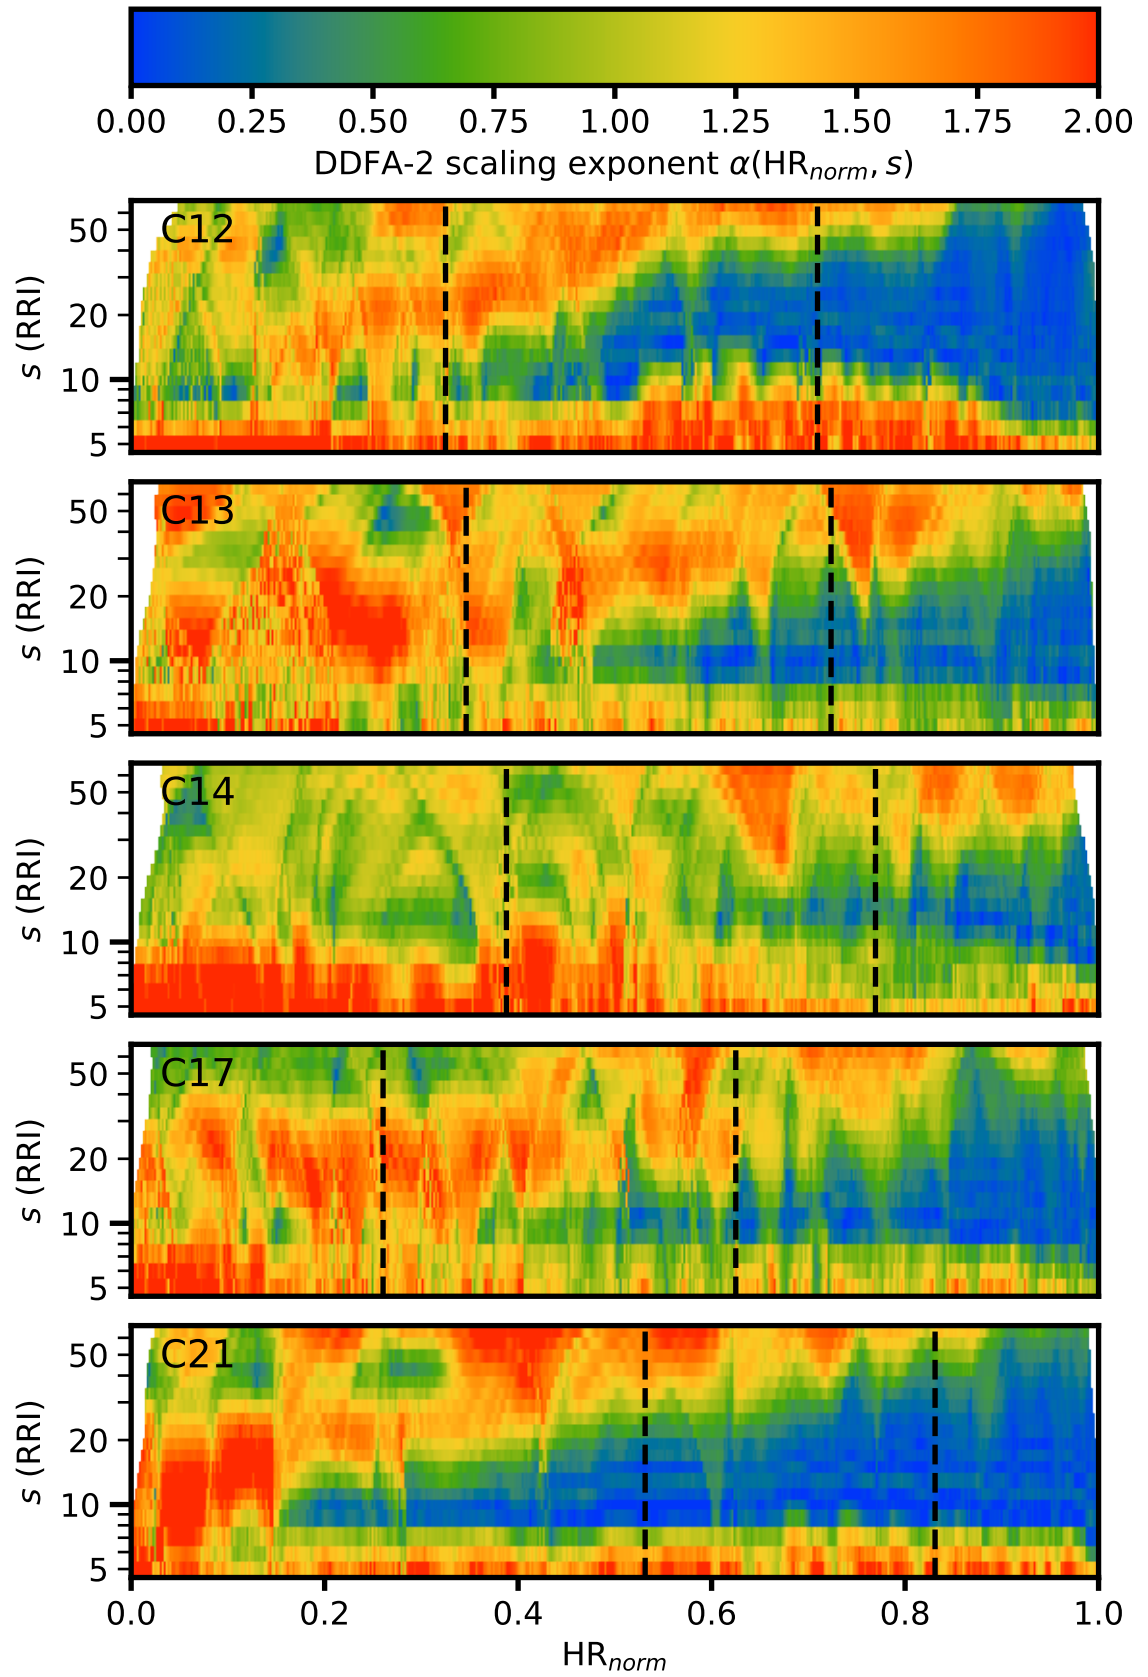 0.00 0.25 0.50 0.75 1.00 1.25 1.50 1.75 2.00
DDFA-2 scaling exponent α(HRnorm, s)
C12
50
20
10
5
s (RRI)
C13
50
20
10
5
s (RRI)
C14
50
20
10
5
s (RRI)
C17
50
20
10
5
s (RRI)
C21
50
20
10
5
s (RRI)
0.0 0.2 0.4 0.6 0.8 1.0
HRnorm